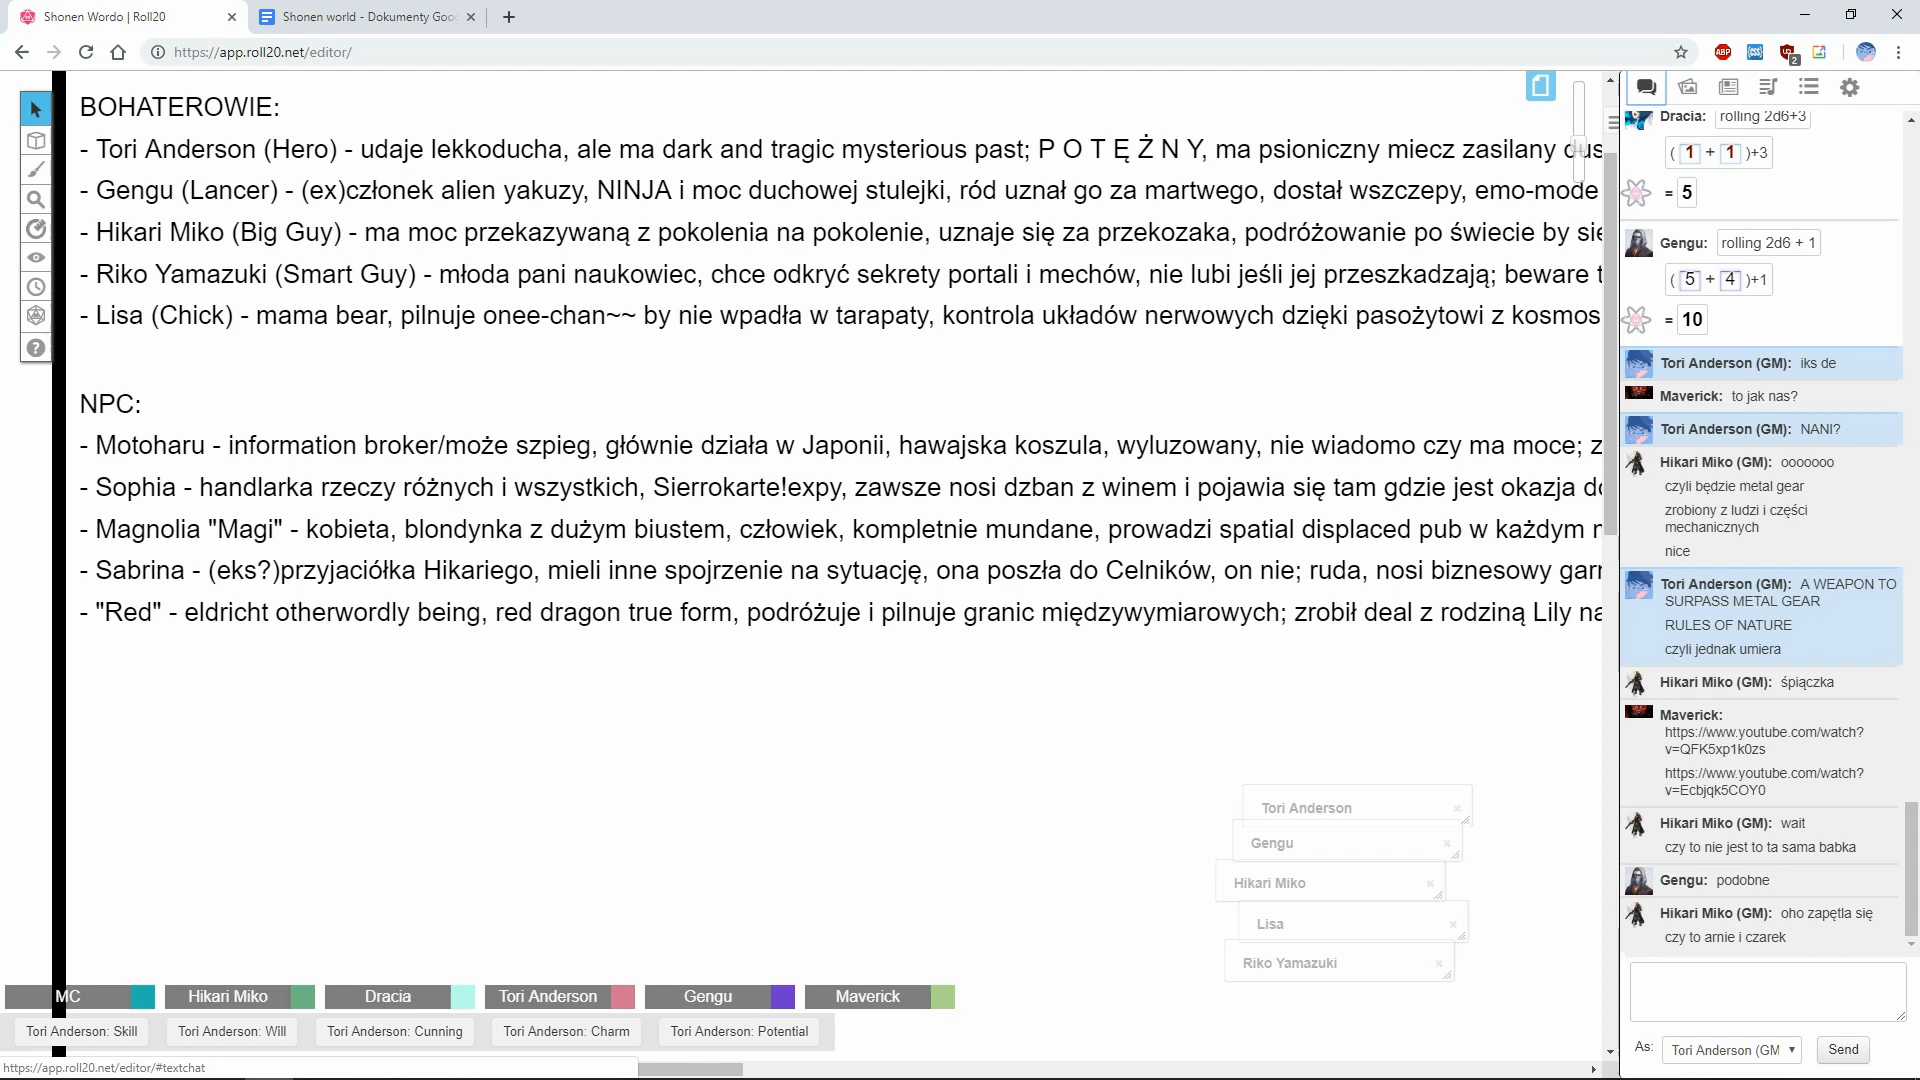 Shonen Wordo | Roll20
Shonen world - Dokumenty Goo
https://app.roll20.net/editor/
ABP
2
BOHATEROWIE:
- Tori Anderson (Hero) - udaje lekkoducha, ale ma dark and tragic mysterious past; P O T Ę Ż N Y, ma psioniczny miecz zasilany
- Gengu (Lancer) - (ex)członek alien yakuzy, NINJA i moc duchowej stulejki, ród uznał go za martwego, dostał wszczepy, emo-mode
- Hikari Miko (Big Guy) - ma moc przekazywaną z pokolenia na pokolenie, uznaje się za przekozaka, podróżowanie po świecie by się
- Riko Yamazuki (Smart Guy) - młoda pani naukowiec, chce odkryć sekrety portali i mechów, nie lubi jeśli jej przeszkadzają; beware t
- Lisa (Chick) - mama bear, pilnuje onee-chan~~ by nie wpadła w tarapaty, kontrola układów nerwowych dzięki pasożytowi z kosmos
NPC:
- Motoharu - information broker/może szpieg, głównie działa w Japonii, hawajska koszula, wyluzowany, nie wiadomo czy ma moce; z
- Sophia - handlarka rzeczy różnych i wszystkich, Sierrokarte!expy, zawsze nosi dzban z winem i pojawia się tam gdzie jest okazja do
- Magnolia "Magi" - kobieta, blondynka z dużym biustem, człowiek, kompletnie mundane, prowadzi spatial displaced pub w każdym
- Sabrina - (eks?)przyjaciółka Hikariego, mieli inne spojrzenie na sytuację, ona poszła do Celników, on nie; ruda, nosi biznesowy
- "Red" - eldricht otherwordly being, red dragon true form, podróżuje i pilnuje granic międzywymiarowych; zrobił deal z rodziną Lily na
Tori Anderson
Gengu
Hikari Miko
Lisa
Riko Yamazuki
MC
Hikari Miko
Dracia
Tori Anderson
Gengu
Maverick
Tori Anderson: Skill
Tori Anderson: Will
Tori Anderson: Cunning
Tori Anderson: Charm
Tori Anderson: Potential
https://app.roll20.net/editor/#textchat
Dracia: rolling 2d6+3
( 1 + 1 )+3
= 5
Gengu: rolling 2d6 + 1
( 5 + 4 )+1
= 10
Tori Anderson (GM): iks de
Maverick: to jak nas?
Tori Anderson (GM): NANI?
Hikari Miko (GM): ooooooo
czyli będzie metal gear
zrobiony z ludzi i części
mechanicznych
nice
Tori Anderson (GM): A WEAPON TO
SURPASS METAL GEAR
RULES OF NATURE
czyli jednak umiera
Hikari Miko (GM): śpiączka
Maverick:
https://www.youtube.com/watch?
v=QFK5xp1k0zs
https://www.youtube.com/watch?
v=Ecbjqk5COY0
Hikari Miko (GM): wait
czy to nie jest to ta sama babka
Gengu: podobne
Hikari Miko (GM): oho zapętla się
czy to arnie i czarek
As:
Tori Anderson (GM
Send